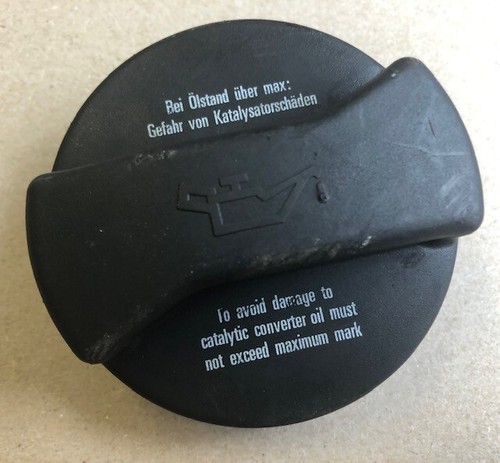 Bei Ölstand über max:
Gefahr von Katalysatorschäden
To avoid damage to
catalytic converter oil must
not exceed maximum mark